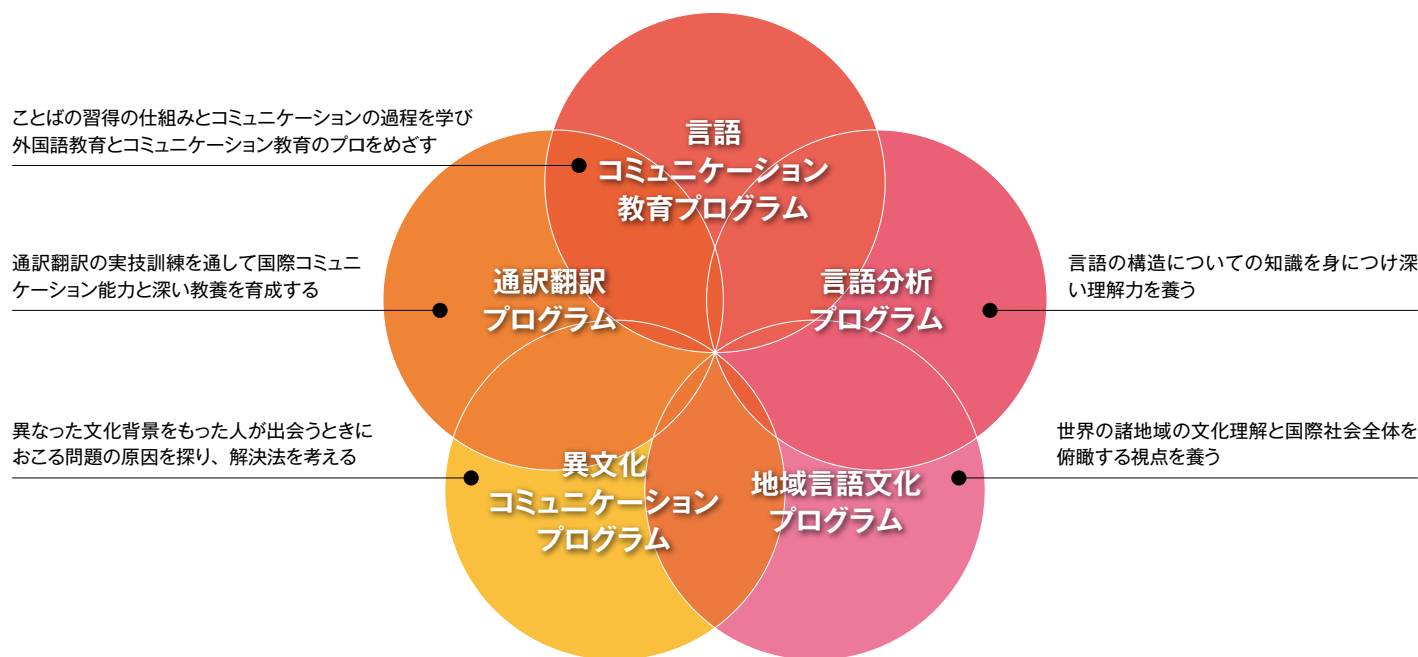 ことばの習得の仕組みとコミュニケーションの過程を学び
外国語教育とコミュニケーション教育のプロをめざす
言語
コミュニケーション
教育プログラム
通訳翻訳の実技訓練を通して国際コミュニ
ケーション能力と深い教養を育成する
通訳翻訳
プログラム
言語分析
プログラム
言語の構造についての知識を身につけ深
い理解力を養う
異なった文化背景をもった人が出会うときに
おこる問題の原因を探り、解決法を考える
異文化
コミュニケーション
プログラム
地域言語文化
プログラム
世界の諸地域の文化理解と国際社会全体を
俯瞰する視点を養う